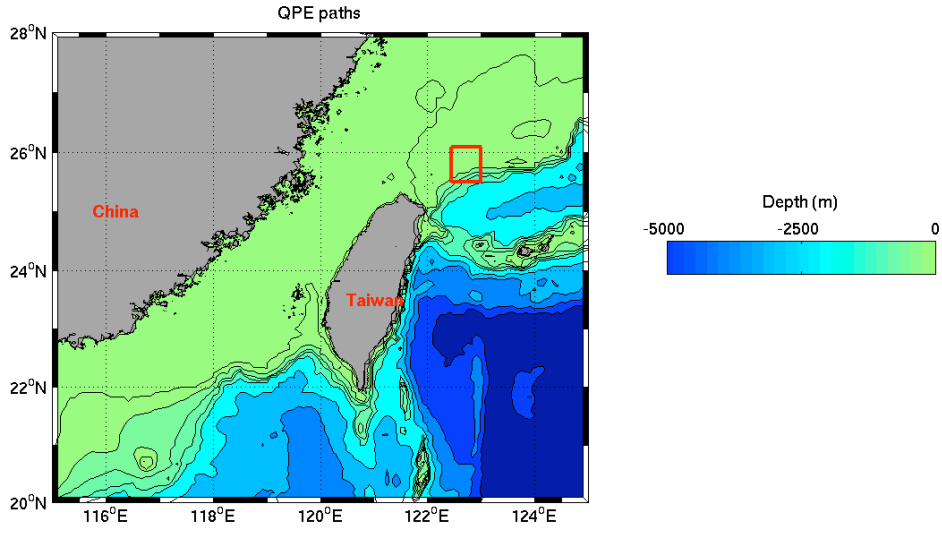 QPE paths
28°N
26°N
24°N
22°N
20°N
116°E
118°E
120°E
122°E
124°E
China
Taiwan
Depth (m)
-5000
-2500
0